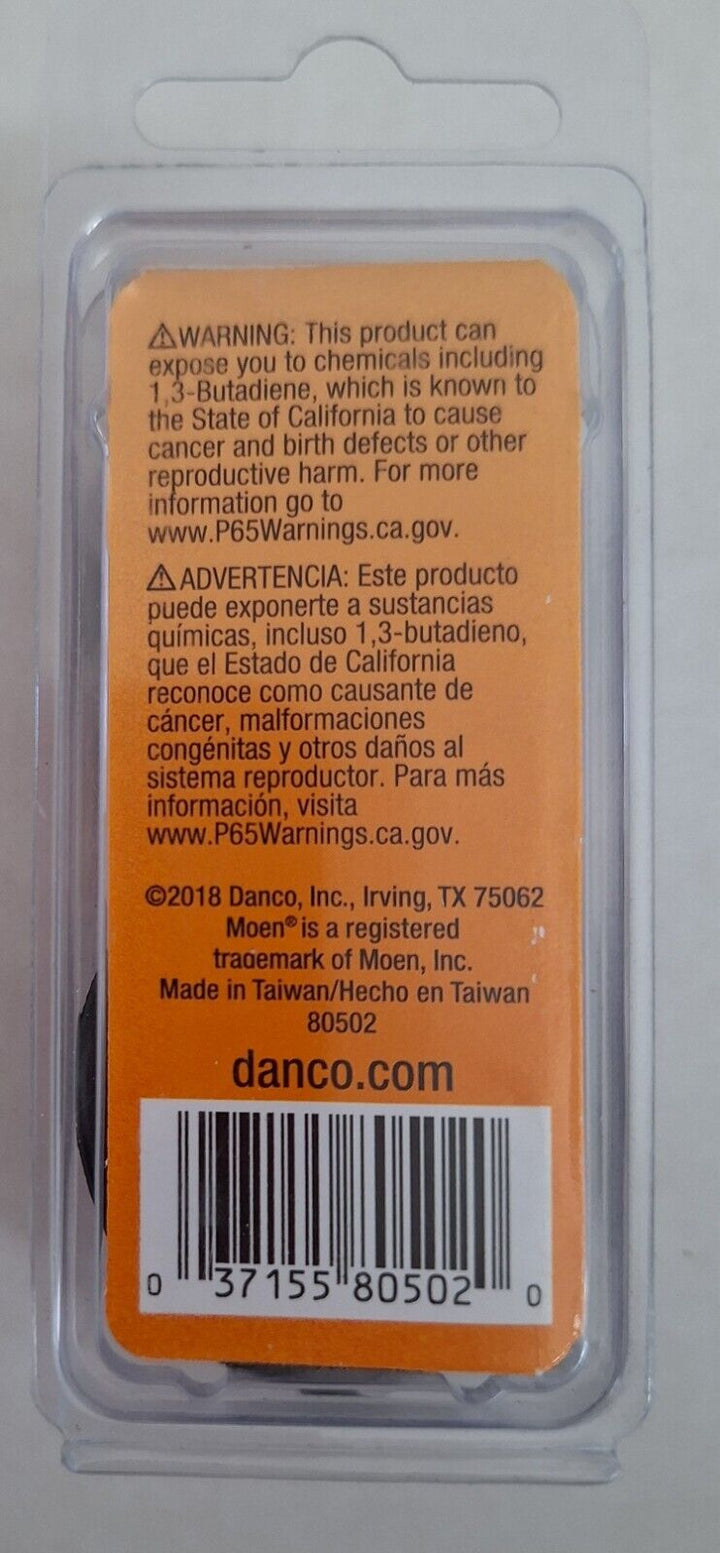 ⚠WARNING: This product can
expose you to chemicals including
1,3-Butadiene, which is known to
the State of California to cause
cancer and birth defects or other
reproductive harm. For more
information go to
www.P65Warnings.ca.gov.
⚠ADVERTENCIA: Este producto
puede exponerte a sustancias
químicas, incluso 1,3-butadieno,
que el Estado de California
reconoce como causante de
cáncer, malformaciones
congénitas y otros daños al
sistema reproductor. Para más
información, visita
www.P65Warnings.ca.gov.
©2018 Danco, Inc., Irving, TX 75062
Moen® is a registered
trademark of Moen, Inc.
Made in Taiwan/Hecho en Taiwan
80502
danco.com
0 37155 80502 0